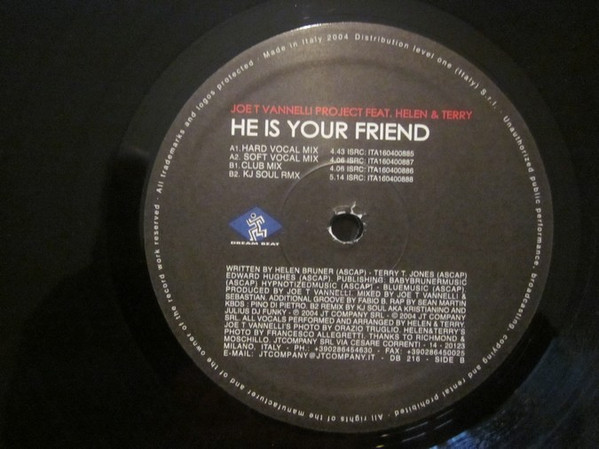 · Made in Italy 2004 Distribution level one (Italy) S.r.l. · Unauthorized public performance, broadcasting, copying and rental prohibited · All rights of the manufacturer and of the owner of the record work reserved · All trademarks and logos protected
JOE T VANNELLI PROJECT FEAT. HELEN & TERRY
HE IS YOUR FRIEND
A1. HARD VOCAL MIX 4.43 ISRC: ITA160400885
A2. SOFT VOCAL MIX 4.06 ISRC: ITA160400887
B1. CLUB MIX 4.05 ISRC: ITA160400886
B2. KJ SOUL RMX 5.14 ISRC: ITA160400888
DREAM BEAT
WRITTEN BY HELEN BRUNER (ASCAP) - TERRY T. JONES (ASCAP)
EDWARD HUGHES (ASCAP). PUBLISHING BABYBRUNERMUSIC
(ASCAP) HYPNOTIZEDMUSIC (ASCAP) - BLUEMUSIC (ASCAP)
PRODUCED BY JOE T VANNELLI. MIXED BY JOE T VANNELLI &
SEBASTIAN. ADDITIONAL GROOVE BY FABIO B. RAP BY SEAN MARTIN
KBOS : PINO DI PIETRO. B2 REMIX BY KJ SOUL AKA KRISTIANNO AND
JULIUS DJ FUNKY - ℗ 2004 JT COMPANY SRL - © 2004 JT COMPANY
SRL. ALL VOCALS PERFORMED AND ARRANGED BY HELEN & TERRY
JOE T VANNELLI'S PHOTO BY ORAZIO TRUGLIO. HELEN&TERRY'S
PHOTO BY FRANCESCO ALLEGRETTI. THANKS TO RICHMOND &
MOSCHILLO. JTCOMPANY SRL VIA CESARE CORRENTI - 14 - 20123
MILANO, ITALY - PH.: +390286454630 - FAX: +390286450025
E-MAIL: JTCOMPANY@JTCOMPANY.IT - DB 216 - SIDE B